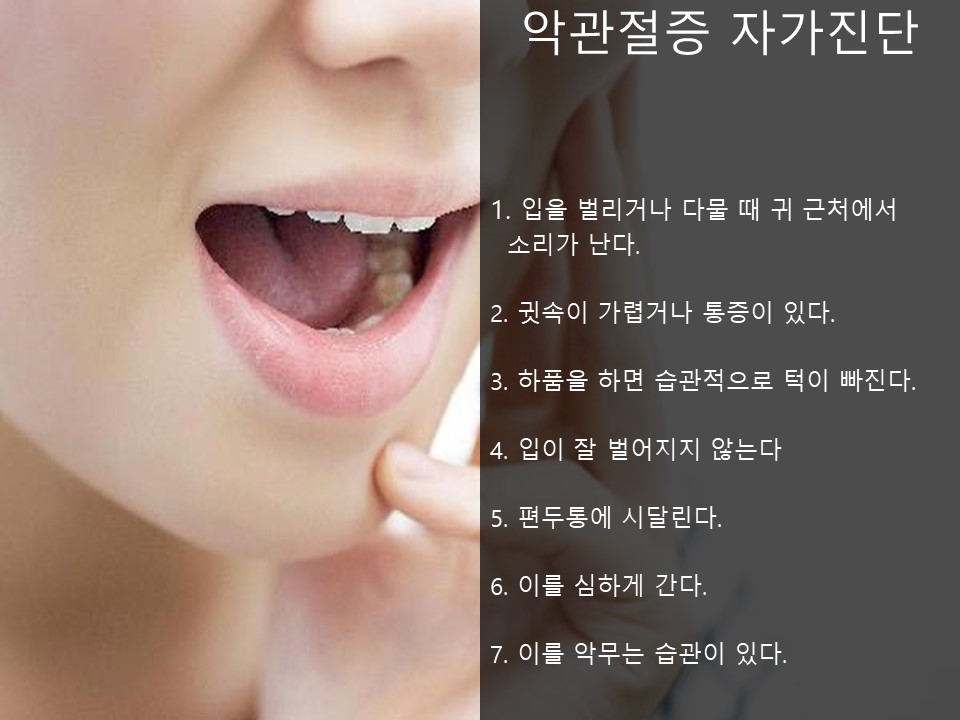 악관절증 자가진단
1. 입을 벌리거나 다물 때 귀 근처에서
소리가 난다.
2. 귓속이 가렵거나 통증이 있다.
3. 하품을 하면 습관적으로 턱이 빠진다.
4. 입이 잘 벌어지지 않는다
5. 편두통에 시달린다.
6. 이를 심하게 간다.
7. 이를 악무는 습관이 있다.